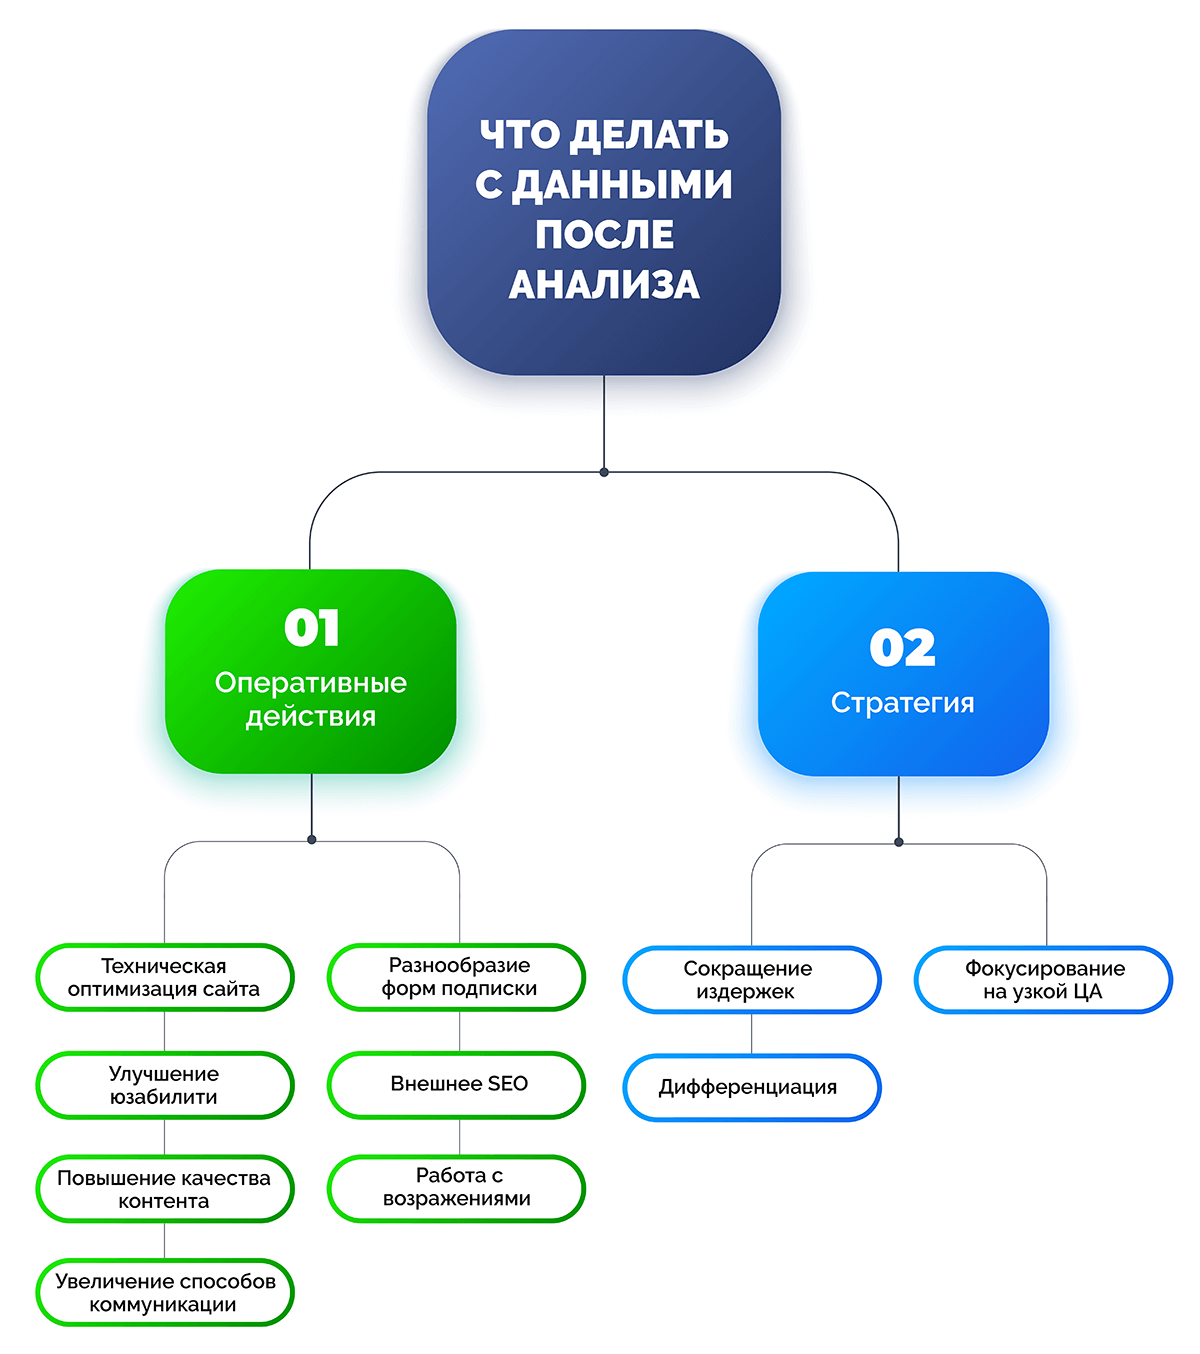 ЧТО ДЕЛАТЬ
С ДАННЫМИ
ПОСЛЕ
АНАЛИЗА
01
Оперативные
действия
02
Стратегия
Техническая
оптимизация сайта
Улучшение
юзабилити
Повышение качества
контента
Увеличение способов
коммуникации
Разнообразие
форм подписки
Внешнее SEO
Работа с
возражениями
Сокращение
издержек
Дифференциация
Фокусирование
на узкой ЦА